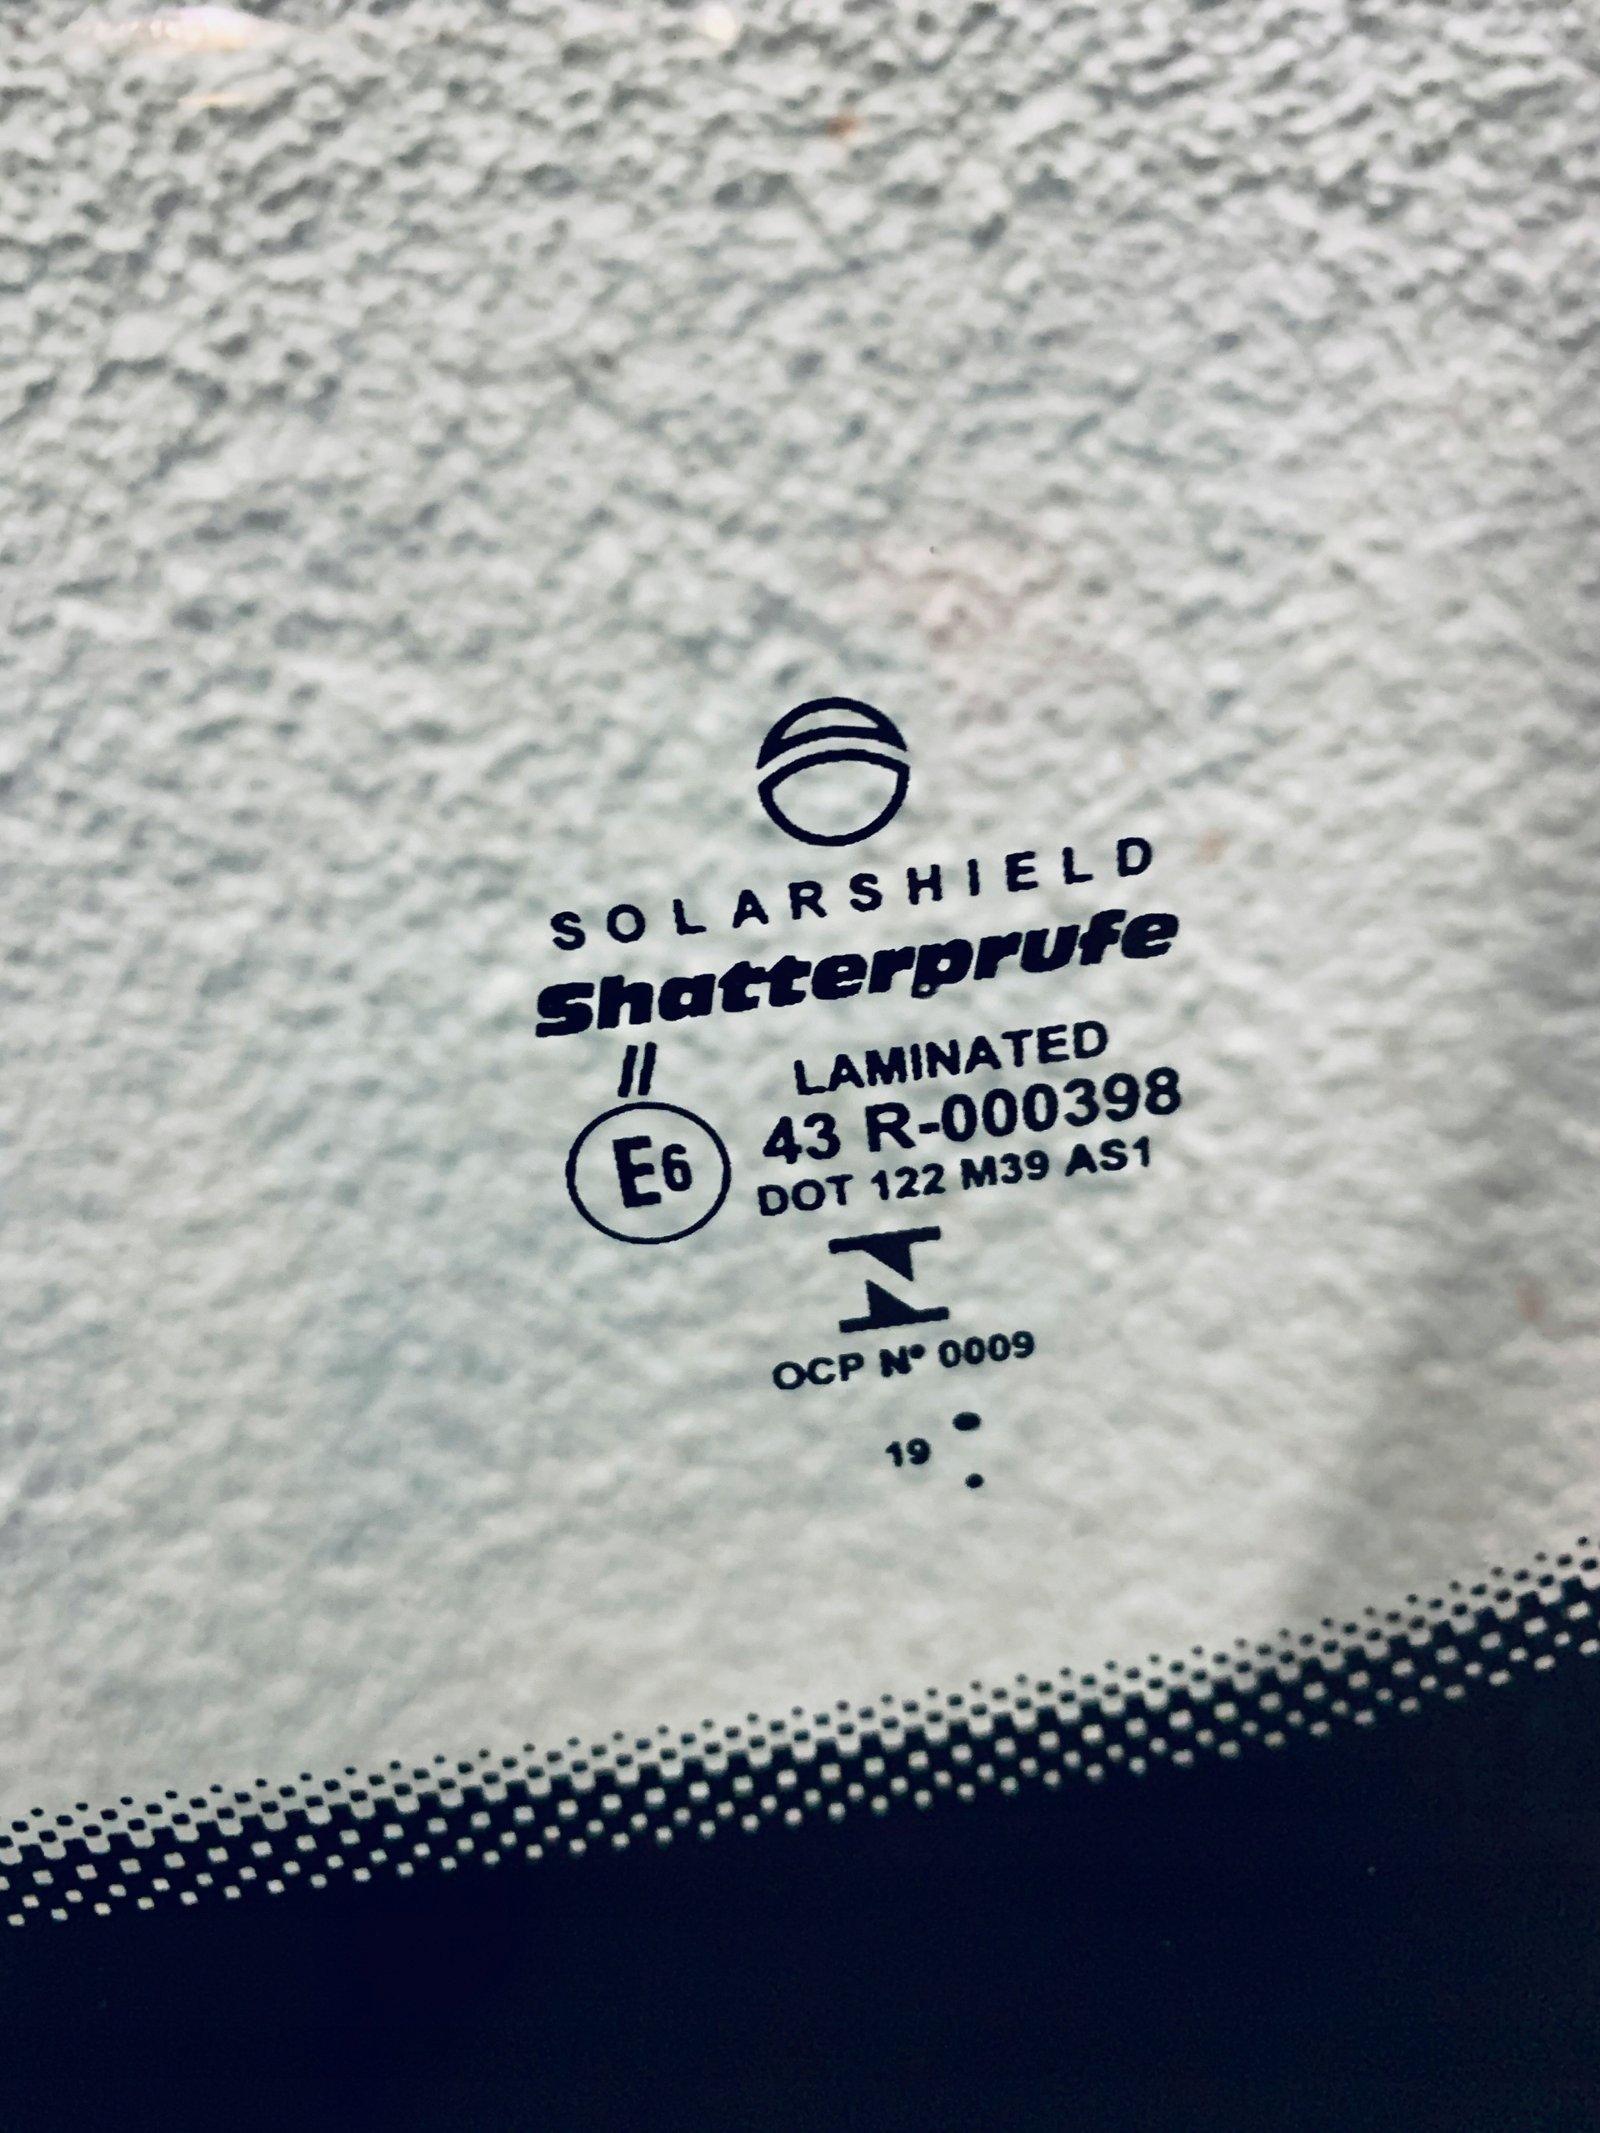 SOLARSHIELD
Shatterprufe
//
LAMINATED
E6
43 R-000398
DOT 122 M39 AS1
OCP Nº 0009
19